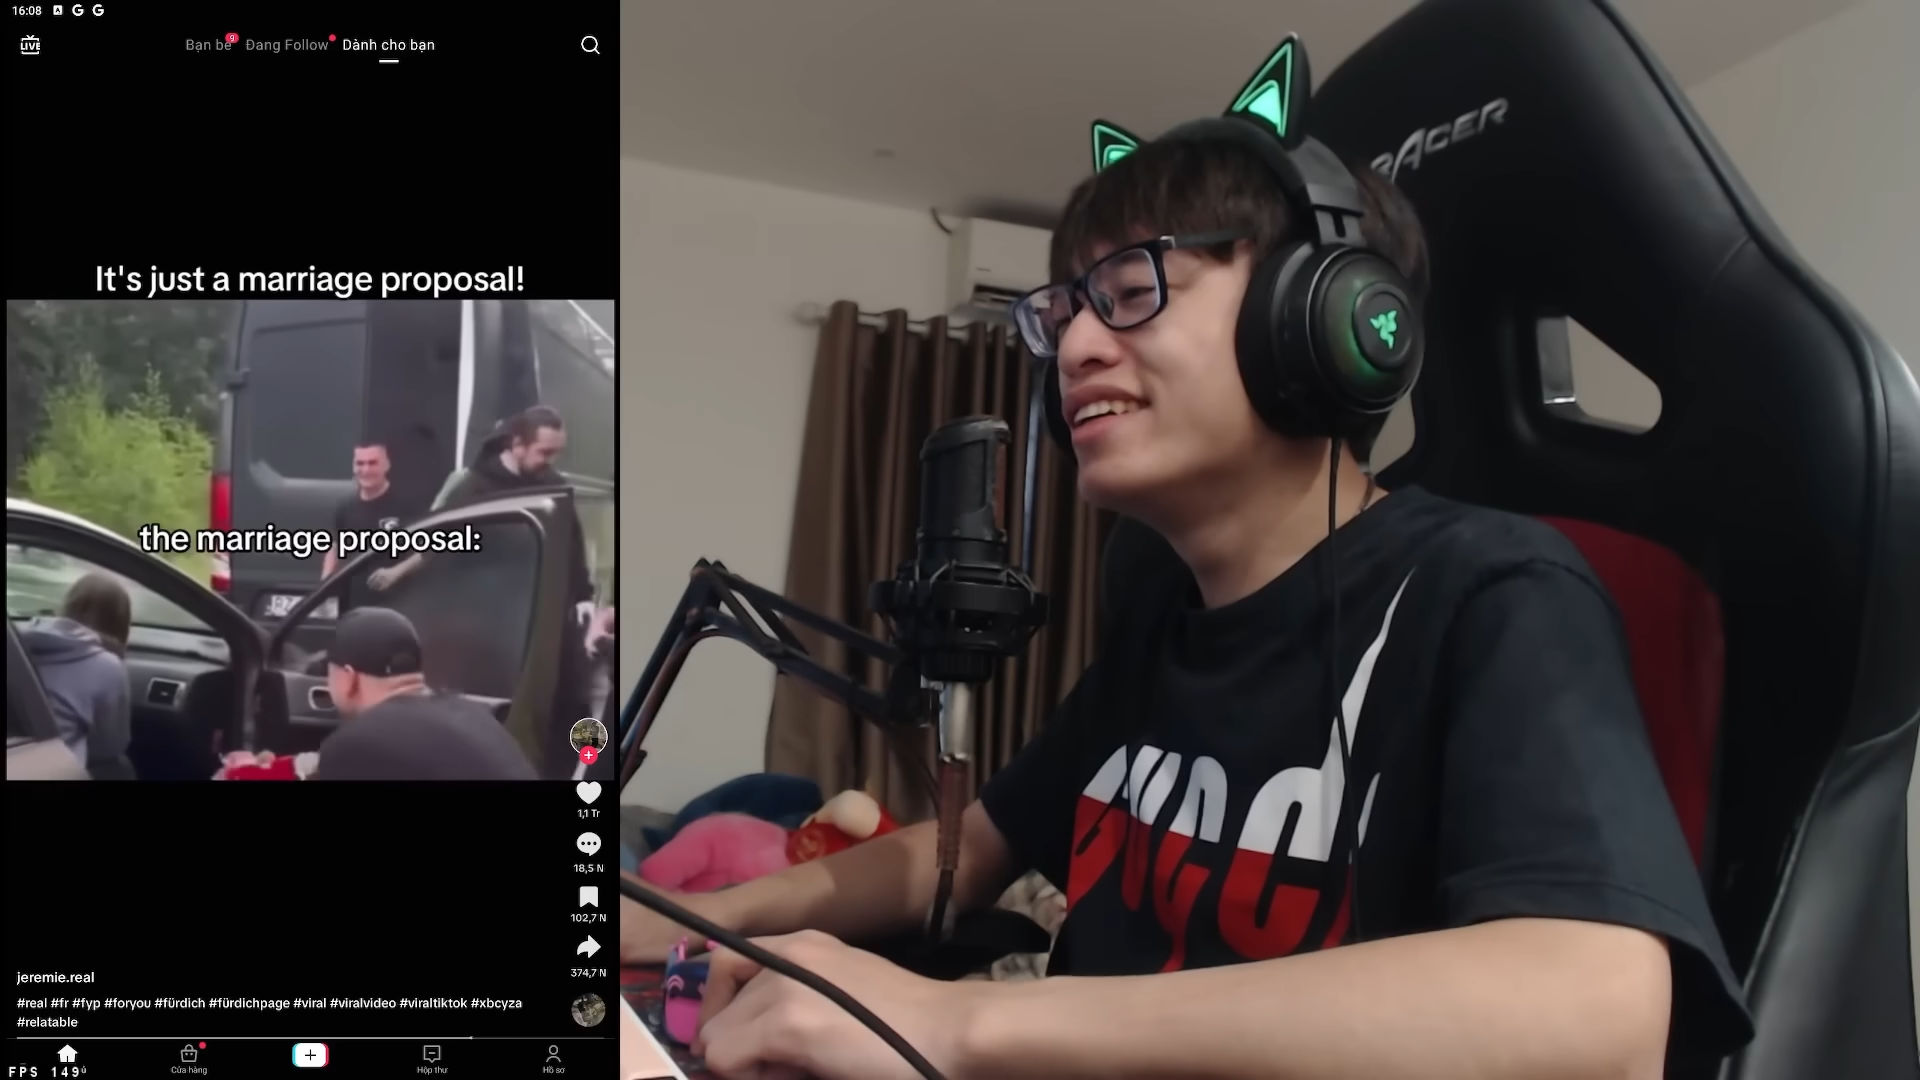 16:08
LIVE
Bạn bè 9 Đang Follow Dành cho bạn
It's just a marriage proposal!
the marriage proposal:
1,1 Tr
18,5 N
102,7 N
374,7 N
jeremie.real
#real #fr #fyp #foryou #fürdich #fürdichpage #viral #viralvideo #viraltiktok #xbcyza
#relatable
Cửa hàng
Hộp thư
Hồ sơ
FPS 149
RACER